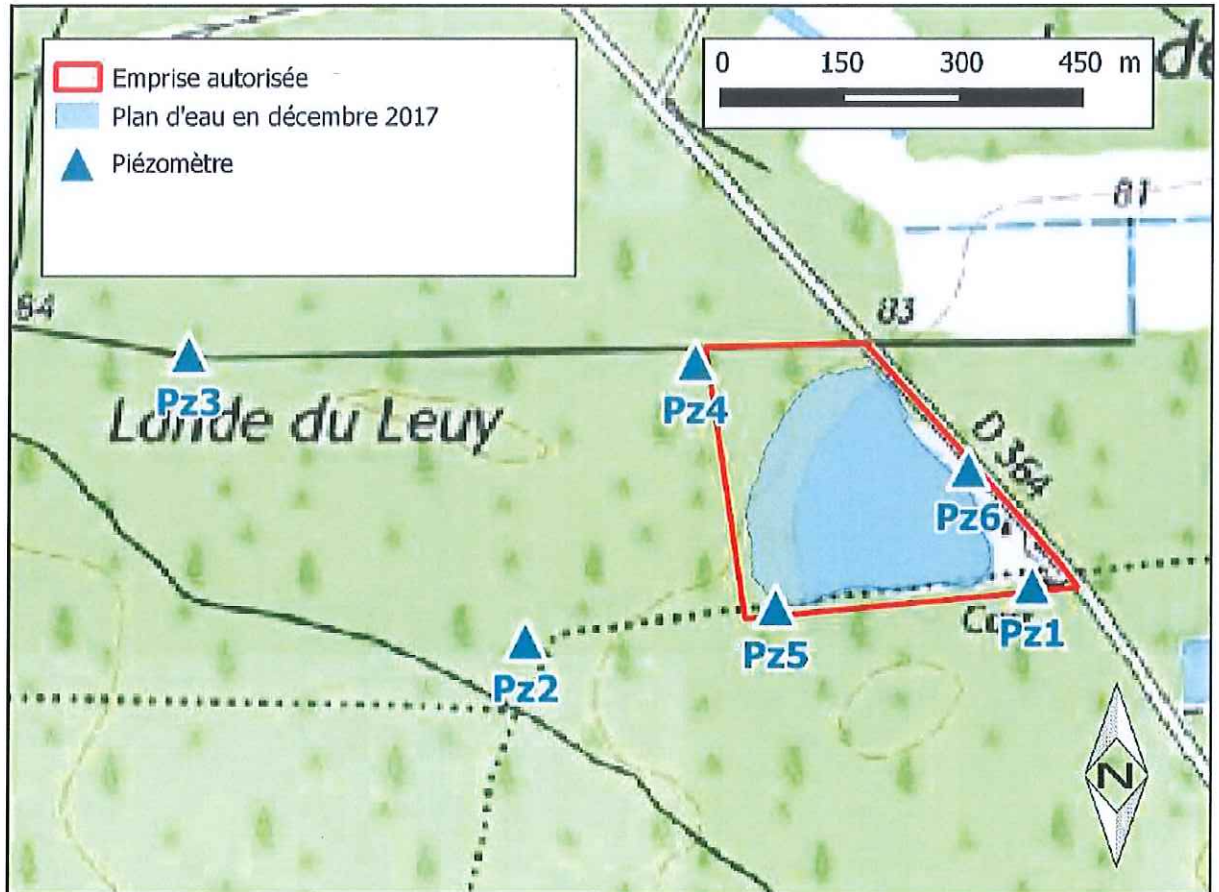 Emprise autorisée
Plan d'eau en décembre 2017
Piézomètre
0 150 300 450 m
81
84
83
Pz3
Lande du Leuy
Pz4
D 364
Pz6
Pz1
Pz5
Pz2
N